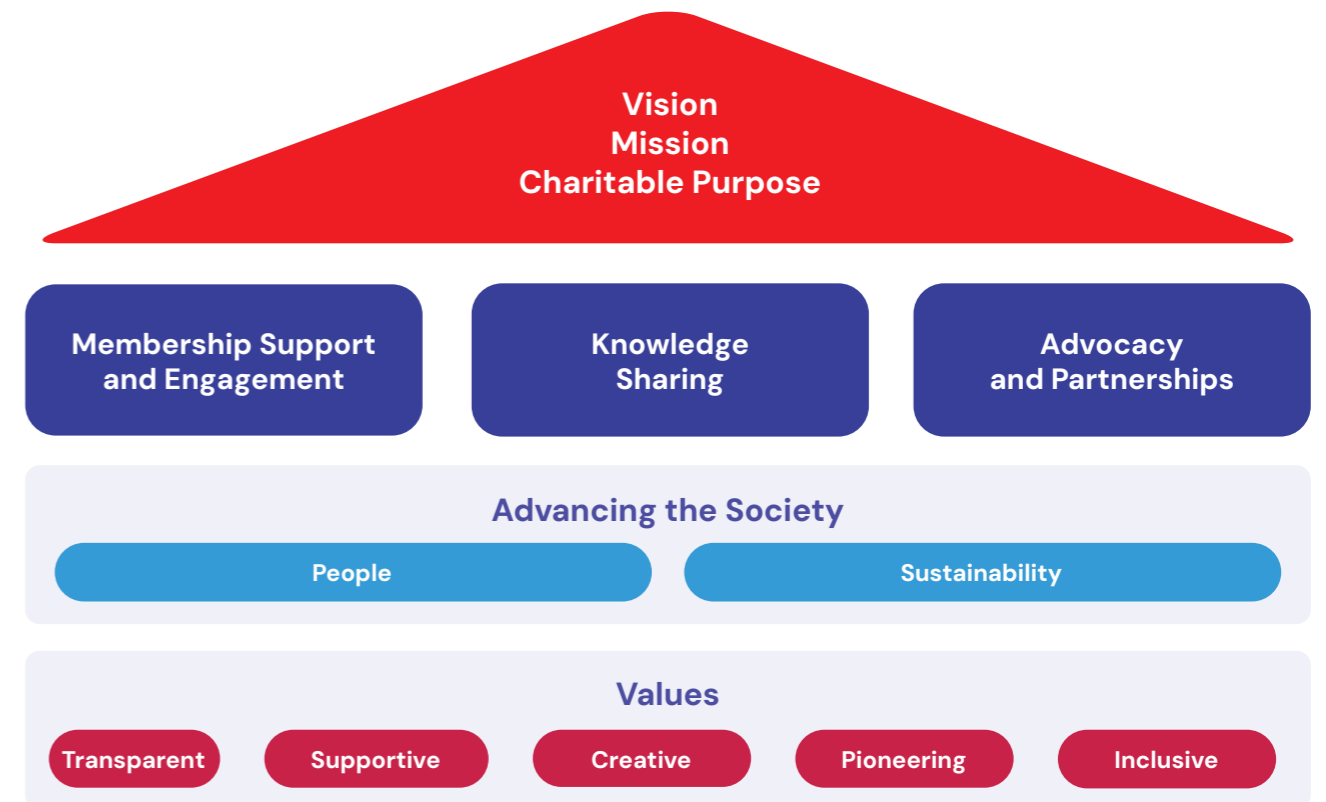 Vision
Mission
Charitable Purpose
Membership Support
and Engagement
Knowledge
Sharing
Advocacy
and Partnerships
Advancing the Society
People
Sustainability
Values
Transparent
Supportive
Creative
Pioneering
Inclusive